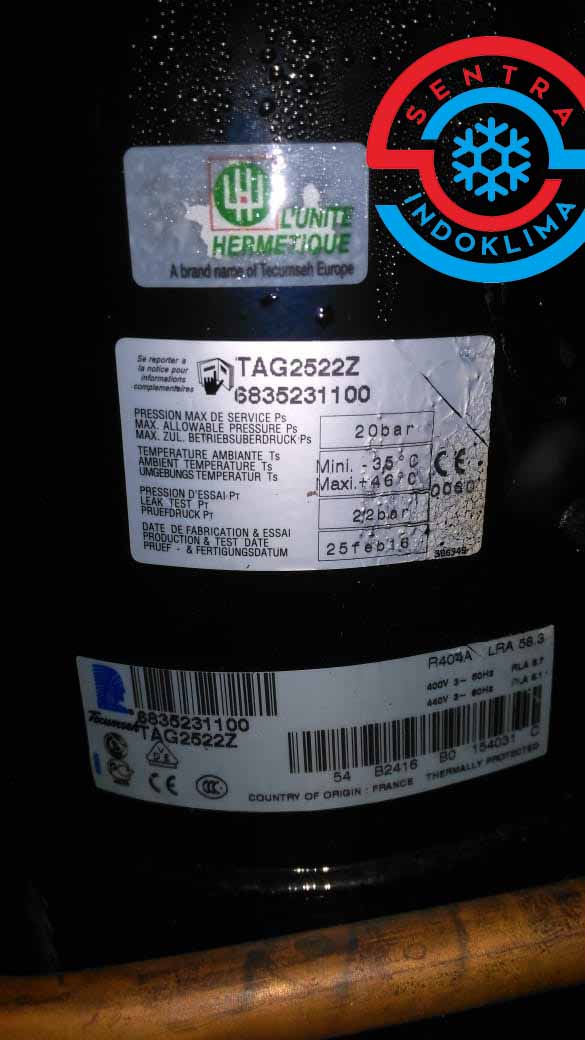 SENTRA
INDOKLIMA
L'UNITE
HERMETIQUE
A brand name of Tecumseh Europe
Se reporter a
la notice pour
informations
complementaires
TAG2522Z
6835231100
PRESSION MAX DE SERVICE Ps
MAX. ALLOWABLE PRESSURE Ps
MAX. ZUL. BETRIEBSUBERDRUCK Ps
20bar
TEMPERATURE AMBIANTE Ts
AMBIENT TEMPERATURE Ts
UMGEBUNGS TEMPERATUR Ts
Mini. -35°C
Maxi.+46°C
CE
0060
PRESSION D'ESSAI PT
LEAK TEST PT
PRUEFDRUCK PT
22bar
DATE DE FABRICATION & ESSAI
PRODUCTION & TEST DATE
PRUEF - & FERTIGUNGSDATUM
25feb16
R404A LRA 58.3
400V 3~ 50Hz
440V 3~ 60Hz
Tecumseh
6835231100
TAG2522Z
54 B2416 B0 154031 C
CE
CCC
COUNTRY OF ORIGIN : FRANCE THERMALLY PROTECTED